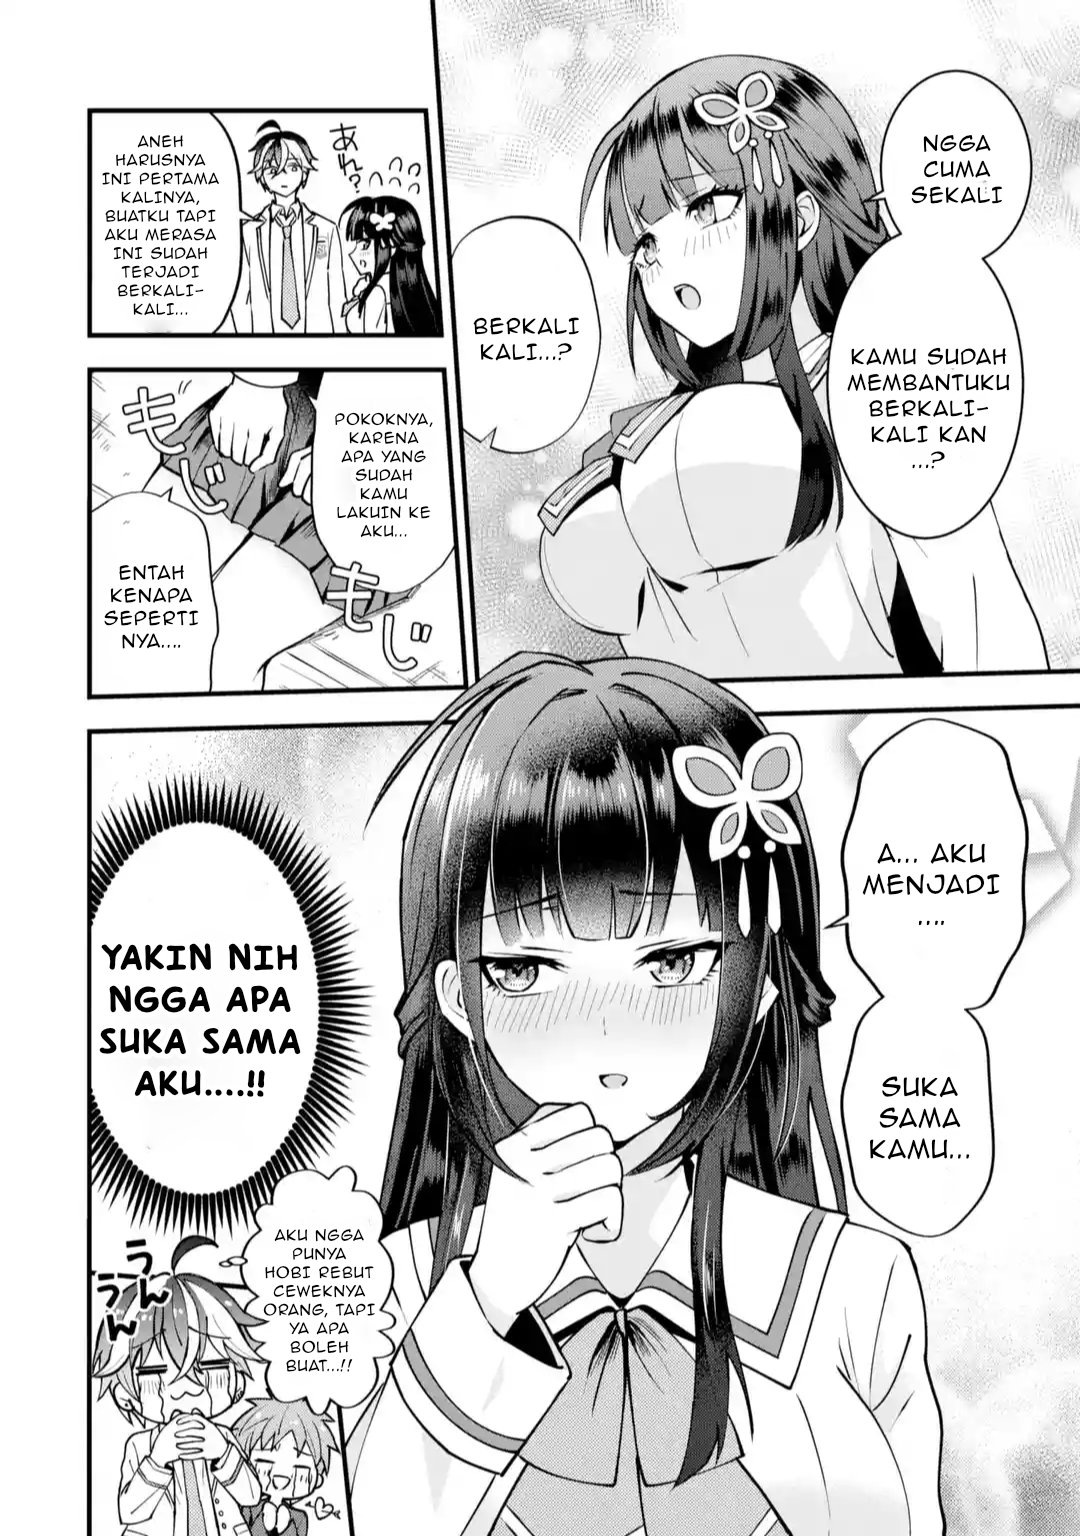 NGGA
CUMA
SEKALI
KAMU SUDAH
MEMBANTUKU
BERKALI-
KALI KAN
...?
BERKALI
KALI...?
ANEH
HARUSNYA
INI PERTAMA
KALINYA,
BUATKU TAPI
AKU MERASA
INI SUDAH
TERJADI
BERKALI-
KALI...
あれ?
POKOKNYA,
KARENA
APA YANG
SUDAH
KAMU
LAKUIN KE
AKU...
もじ
もじ
ENTAH
KENAPA
SEPERTI
NYA....
A... AKU
MENJADI
....
SUKA
SAMA
KAMU...
YAKIN NIH
NGGA APA
SUKA SAMA
AKU....!!
AKU NGGA
PUNYA
HOBI REBUT
CEWEKNYA
ORANG, TAPI
YA APA
BOLEH
BUAT...!!
うん
うん